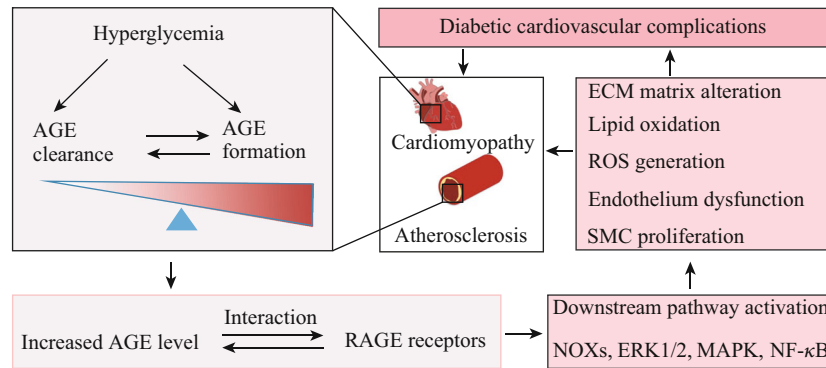 Hyperglycemia
AGE
clearance
AGE
formation
Diabetic cardiovascular complications
Cardiomyopathy
Atherosclerosis
ECM matrix alteration
Lipid oxidation
ROS generation
Endothelium dysfunction
SMC proliferation
Increased AGE level
Interaction
RAGE receptors
Downstream pathway activation
NOXs, ERK1/2, MAPK, NF-κB